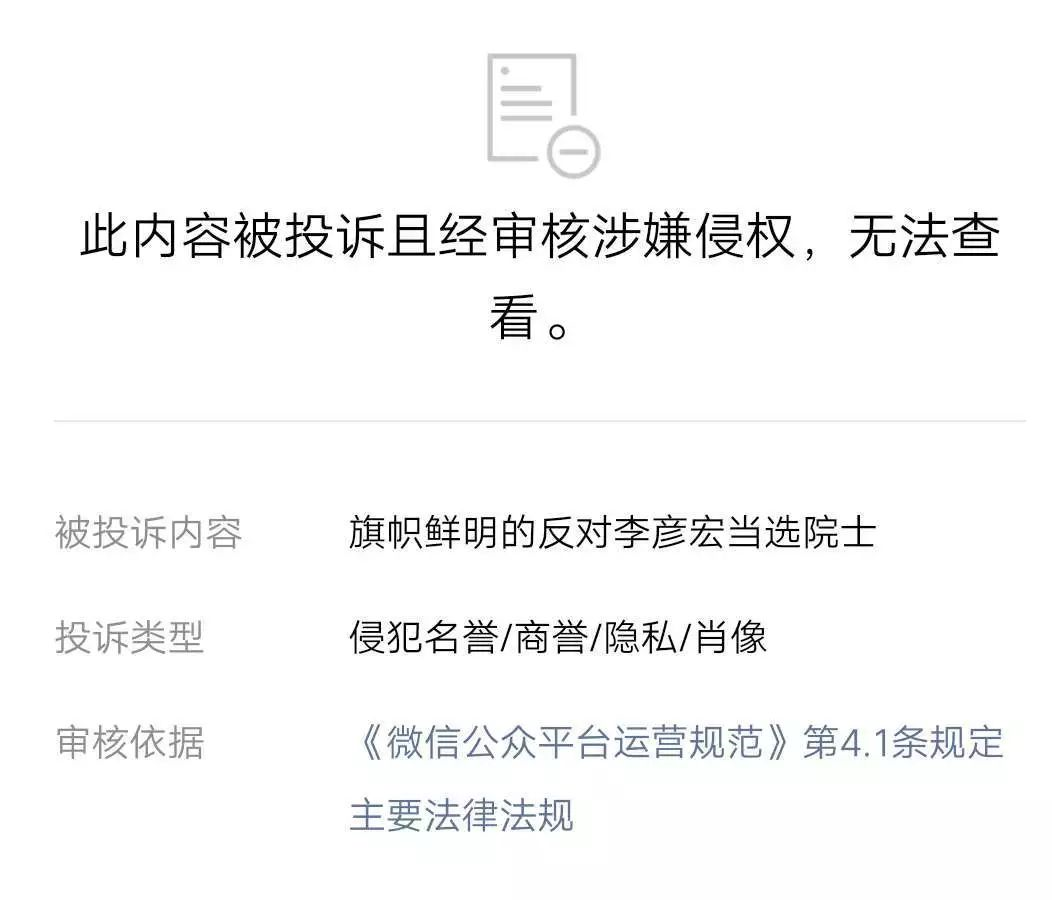 此内容被投诉且经审核涉嫌侵权，无法查
看。
被投诉内容 旗帜鲜明的反对李彦宏当选院士
投诉类型 侵犯名誉/商誉/隐私/肖像
审核依据 《微信公众平台运营规范》第4.1条规定
主要法律法规